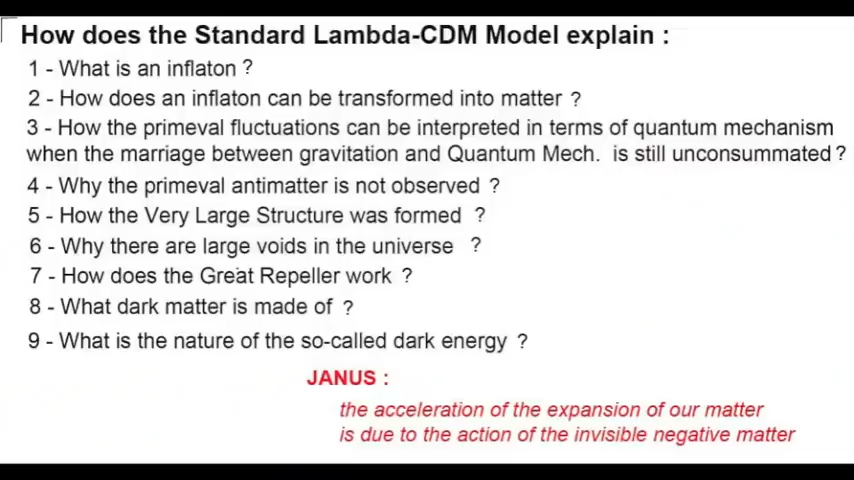 How does the Standard Lambda-CDM Model explain :
1 - What is an inflaton ?
2 - How does an inflaton can be transformed into matter ?
3 - How the primeval fluctuations can be interpreted in terms of quantum mechanism
when the marriage between gravitation and Quantum Mech. is still unconsummated ?
4 - Why the primeval antimatter is not observed ?
5 - How the Very Large Structure was formed ?
6 - Why there are large voids in the universe ?
7 - How does the Great Repeller work ?
8 - What dark matter is made of ?
9 - What is the nature of the so-called dark energy ?
JANUS :
the acceleration of the expansion of our matter
is due to the action of the invisible negative matter